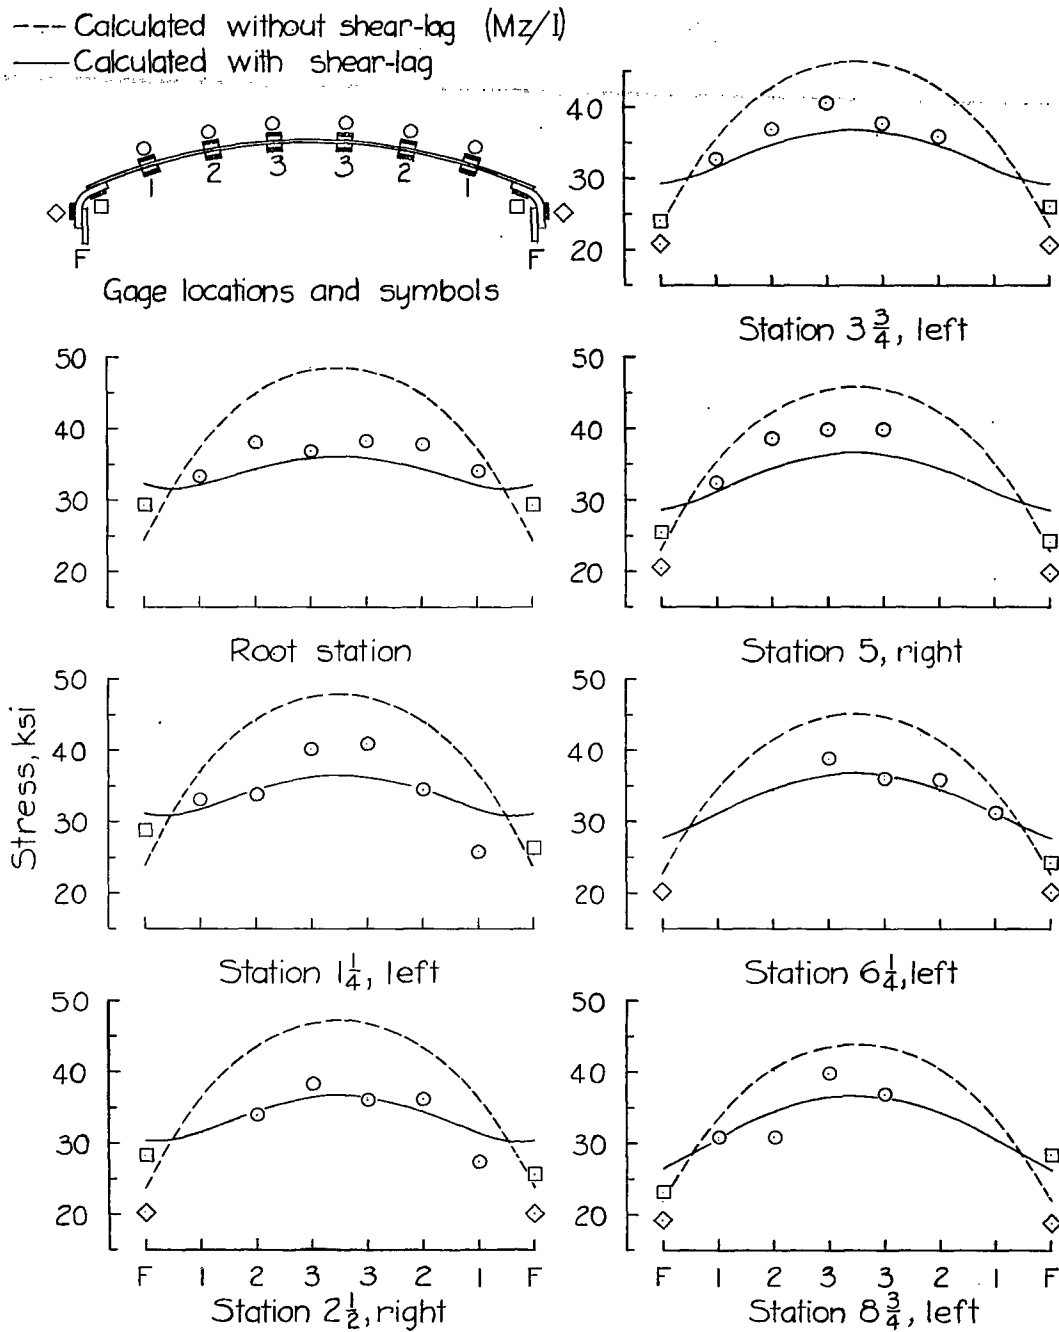 --- Calculated without shear-lag (Mz/I)
— Calculated with shear-lag
1 2 3 3 2 1
F F
Gage locations and symbols
40
30
20
Station 3 3/4, left
50
40
30
20
Root station
50
40
30
20
Station 5, right
Stress, ksi
50
40
30
20
Station 1 1/4, left
50
40
30
20
Station 6 1/4, left
50
40
30
20
F 1 2 3 3 2 1 F
Station 2 1/2, right
50
40
30
20
F 1 2 3 3 2 1 F
Station 8 3/4, left